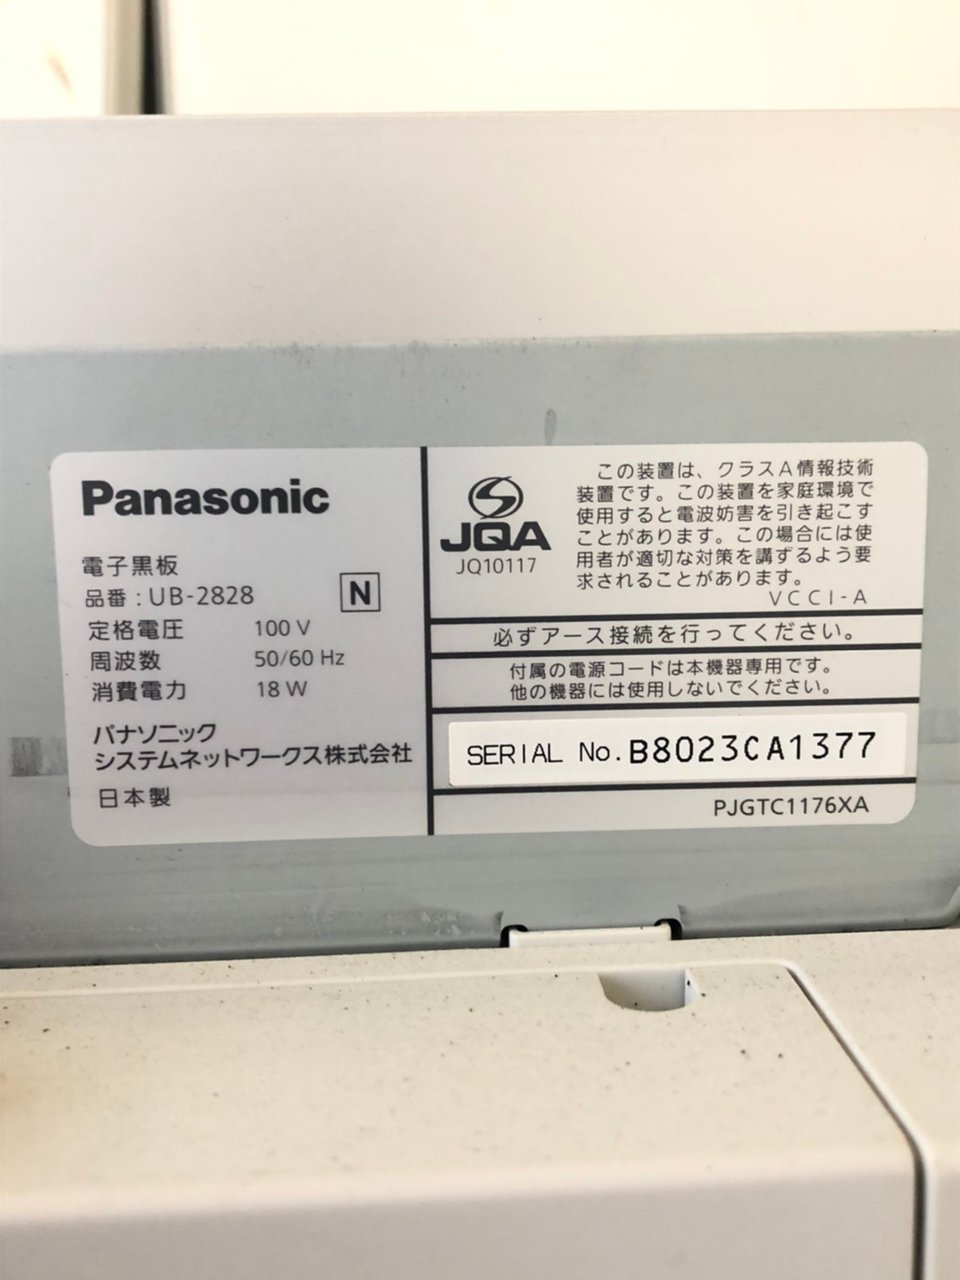 Panasonic
電子黒板
品番 : UB-2828
N
定格電圧 100 V
周波数 50/60 Hz
消費電力 18 W
パナソニック
システムネットワークス株式会社
日本製
JQA
JQ10117
この装置は、クラスA情報技術
装置です。この装置を家庭環境で
使用すると電波妨害を引き起こす
ことがあります。この場合には使
用者が適切な対策を講ずるよう要
求されることがあります。
VCCI-A
必ずアース接続を行ってください。
付属の電源コードは本機器専用です。
他の機器には使用しないでください。
SERIAL No. B8023CA1377
PJGTC1176XA